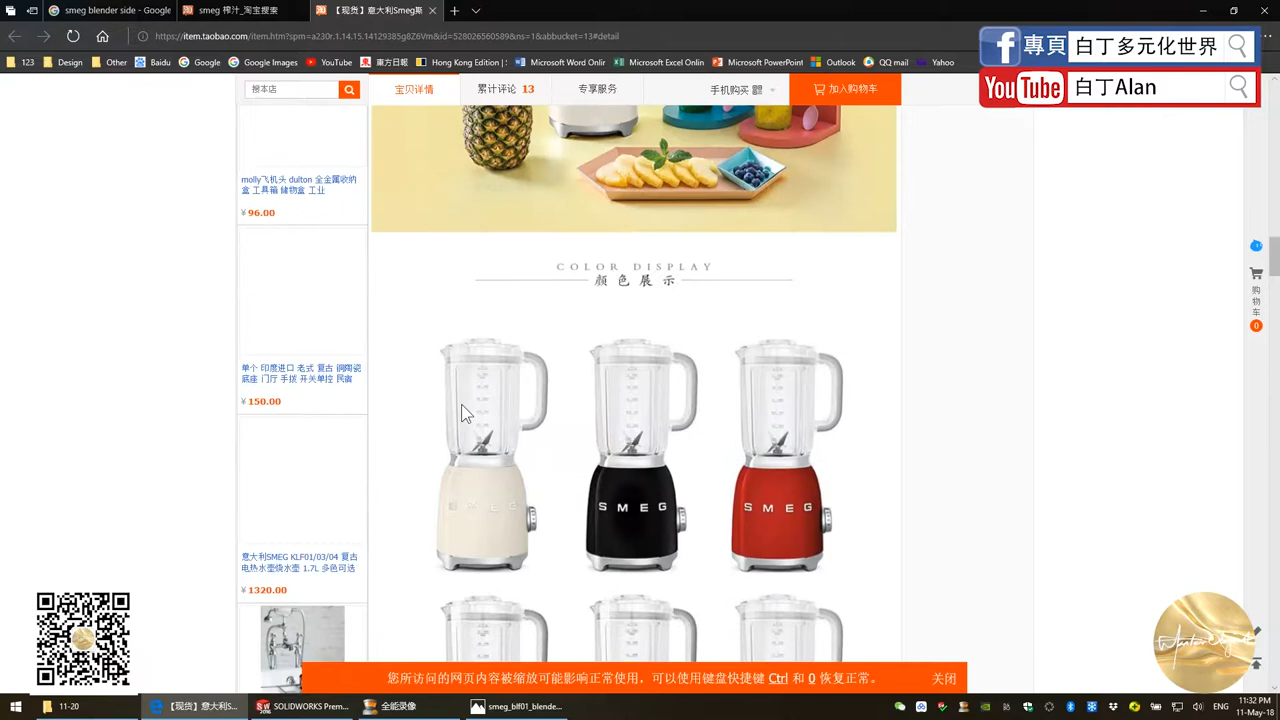 smeg blender side - Google
smeg 榨汁_淘宝搜索
【现货】意大利Smeg斯
https://item.taobao.com/item.htm?spm=a230r.1.14.15.14129385g8Z6Vm&id=528026560589&ns=1&abbucket=13#detail
123
YouTube
Design
Other
Baidu
Google
Google Images
東方日報
Hong Kong Edition (
Microsoft Word Onlir
Microsoft Excel Onlin
Microsoft PowerPoint
Outlook
QQ mail
Yahoo
專頁
白丁多元化世界
YouTube
白丁Alan
搜本店
宝贝详情
累计评论 13
专享服务
手机购买
加入购物车
molly飞机头 dulton 全金属收纳
盒 工具箱 储物盒 工业
¥ 96.00
COLOR DISPLAY
颜色展示
单个 印度进口 老式 复古 铜陶瓷
底座 门厅 手拨 开关单控 民宿
¥ 150.00
SMEG
SMEG
SMEG
意大利SMEG KLF01/03/04 复古
电热水壶烧水壶 1.7L 多色可选
¥ 1320.00
购物车
0
您所访问的网页内容被缩放可能影响正常使用，可以使用键盘快捷键 Ctrl 和 0 恢复正常。
关闭
11-20
【现货】意大利S...
SOLIDWORKS Prem...
全能录像
smeg_blf01_blende...
11:32 PM
11-May-18